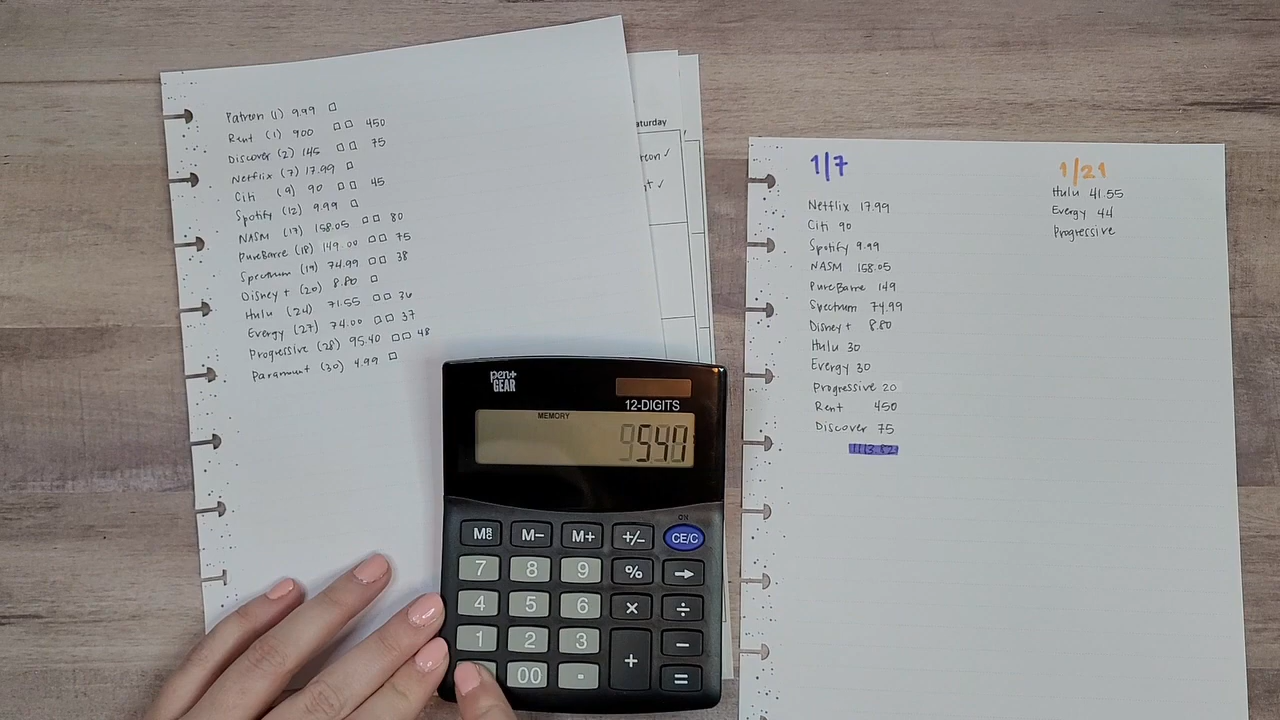 Patreon (1) 9.99
Rent (1) 900 450
Discover (2) 145 75
Netflix (7) 17.99
Citi (9) 90 45
Spotify (12) 9.99
NASM (17) 158.05 80
PureBarre (18) 149.00 75
Spectrum (19) 74.99 38
Disney + (20) 8.80
Hulu (24) 71.55 36
Evergy (27) 74.00 37
Progressive (28) 95.40 48
Paramount (30) 4.99
aturday
eon ✓
t ✓
1/7
Netflix 17.99
Citi 90
Spotify 9.99
NASM 158.05
PureBarre 149
Spectrum 74.99
Disney + 8.80
Hulu 30
Evergy 30
Progressive 20
Rent 450
Discover 75
1113.82
1/21
Hulu 41.55
Evergy 44
Progressive
pen+
GEAR
12-DIGITS
MEMORY
ON
M M- M+ +/- CE/C
7 8 9 % →
4 5 6 × ÷
1 2 3 + −
00 . =